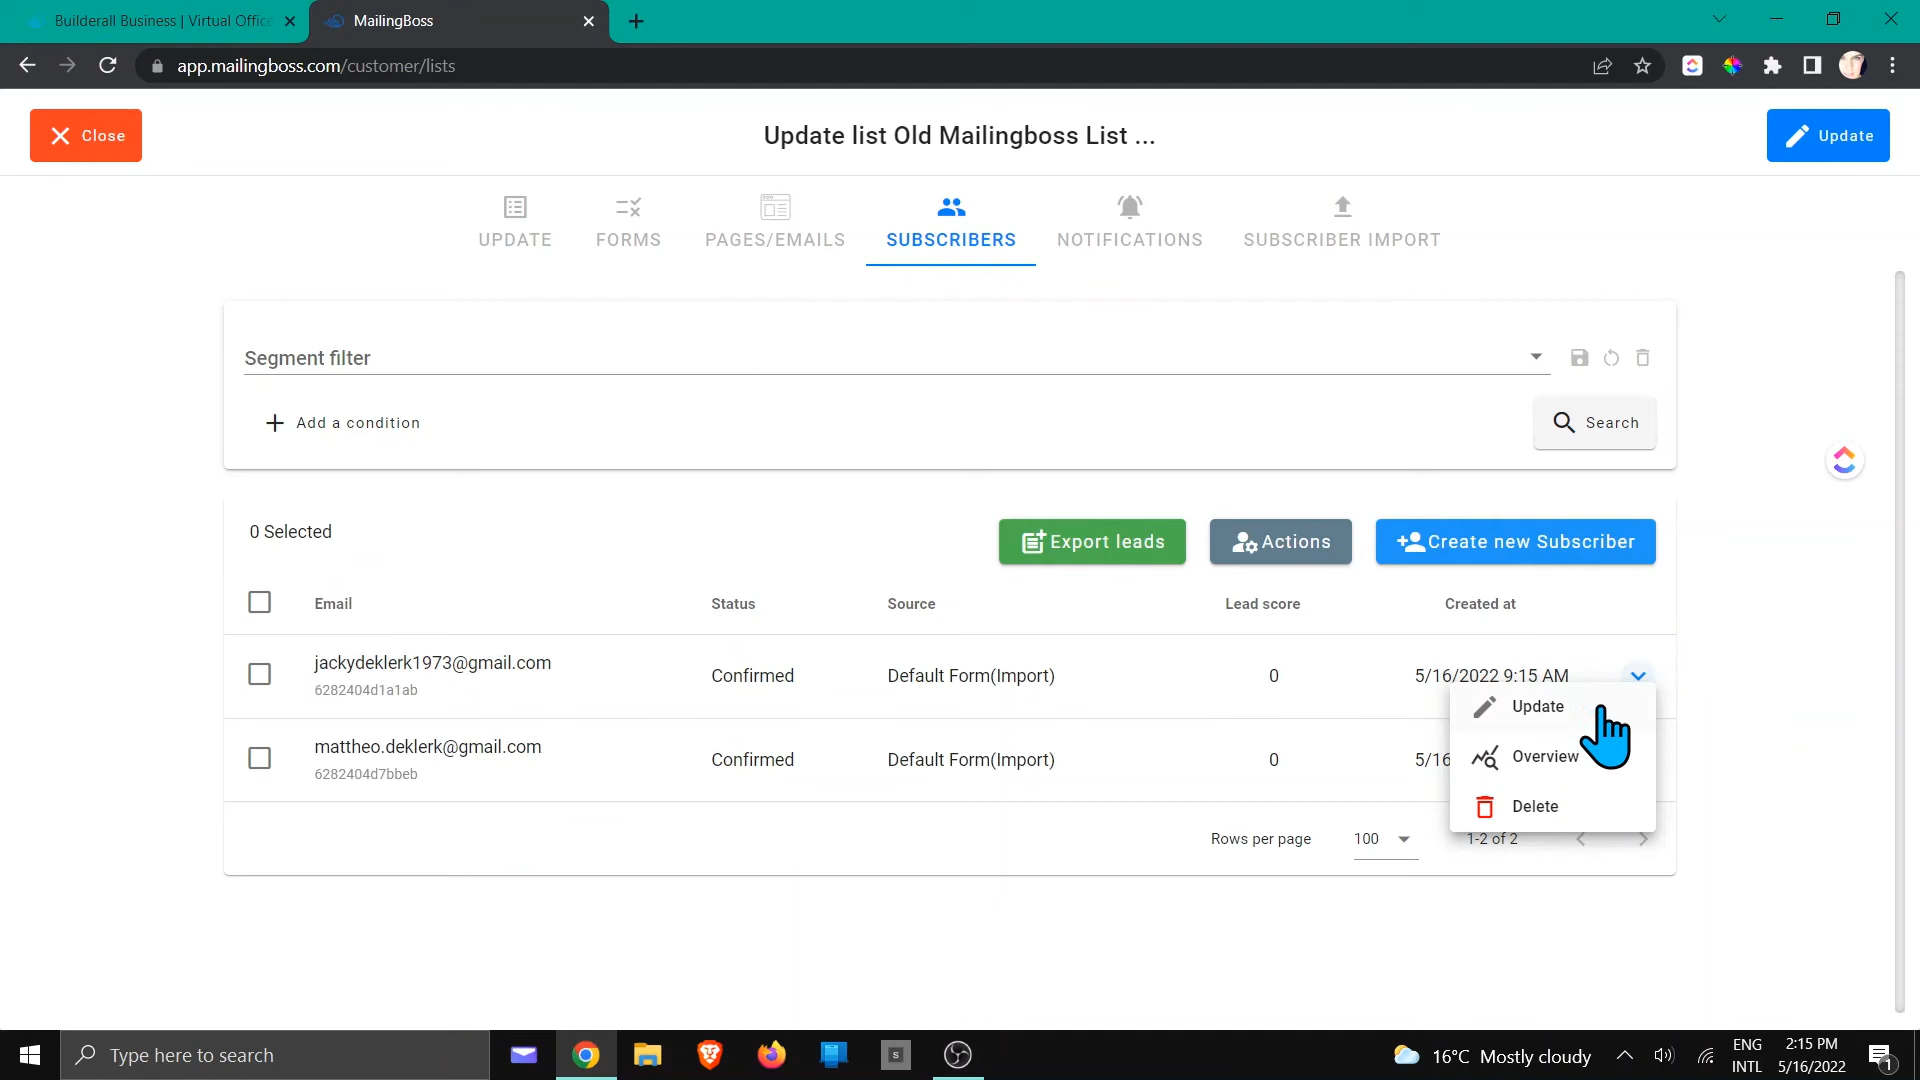 Builderall Business | Virtual Office
MailingBoss
app.mailingboss.com/customer/lists
Close
Update list Old Mailingboss List ...
Update
UPDATE
FORMS
PAGES/EMAILS
SUBSCRIBERS
NOTIFICATIONS
SUBSCRIBER IMPORT
Segment filter
Add a condition
Search
0 Selected
Export leads
Actions
Create new Subscriber
Email Status Source Lead score Created at
jackydeklerk1973@gmail.com Confirmed Default Form(Import) 0 5/16/2022 9:15 AM
6282404d1a1ab
Update
mattheo.deklerk@gmail.com Confirmed Default Form(Import) 0 5/16
6282404d7bbeb
Overview
Delete
Rows per page 100 1-2 of 2
Type here to search
S
16°C Mostly cloudy
ENG
INTL
2:15 PM
5/16/2022
1